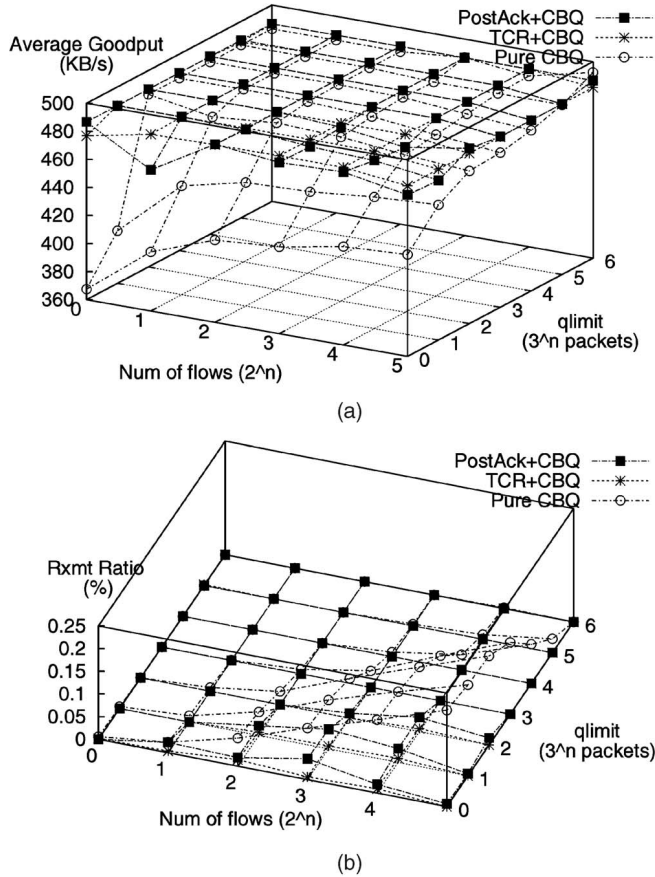 PostAck+CBQ
TCR+CBQ
Pure CBQ
Average Goodput
(KB/s)
500
480
460
440
420
400
380
360
0
1
2
3
4
5
Num of flows (2^n)
0
1
2
3
4
5
6
qlimit
(3^n packets)
(a)
PostAck+CBQ
TCR+CBQ
Pure CBQ
Rxmt Ratio
(%)
0.25
0.2
0.15
0.1
0.05
0
0
1
2
3
4
Num of flows (2^n)
0
1
2
3
4
5
6
qlimit
(3^n packets)
(b)